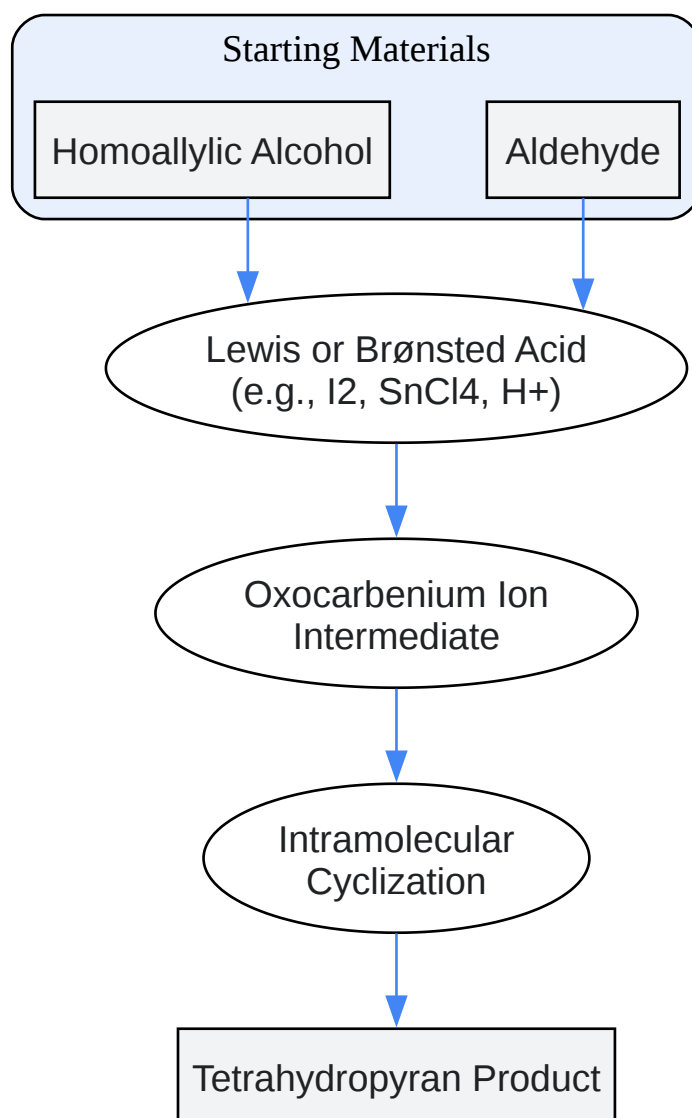 Starting Materials
Homoallylic Alcohol
Aldehyde
Lewis or Brønsted Acid
(e.g., I2, SnCl4, H+)
Oxocarbenium Ion
Intermediate
Intramolecular
Cyclization
Tetrahydropyran Product